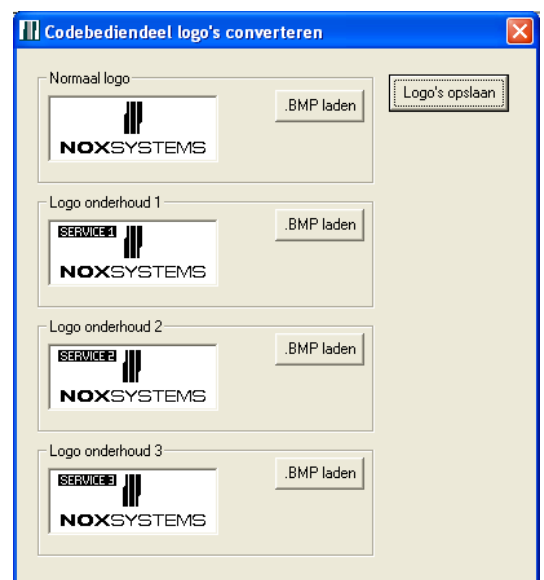 Codebediendeel logo's converteren
Normaal logo
.BMP laden
Logo's opslaan
NOXSYSTEMS
Logo onderhoud 1
.BMP laden
SERVICE 1
NOXSYSTEMS
Logo onderhoud 2
.BMP laden
SERVICE 2
NOXSYSTEMS
Logo onderhoud 3
.BMP laden
SERVICE 3
NOXSYSTEMS